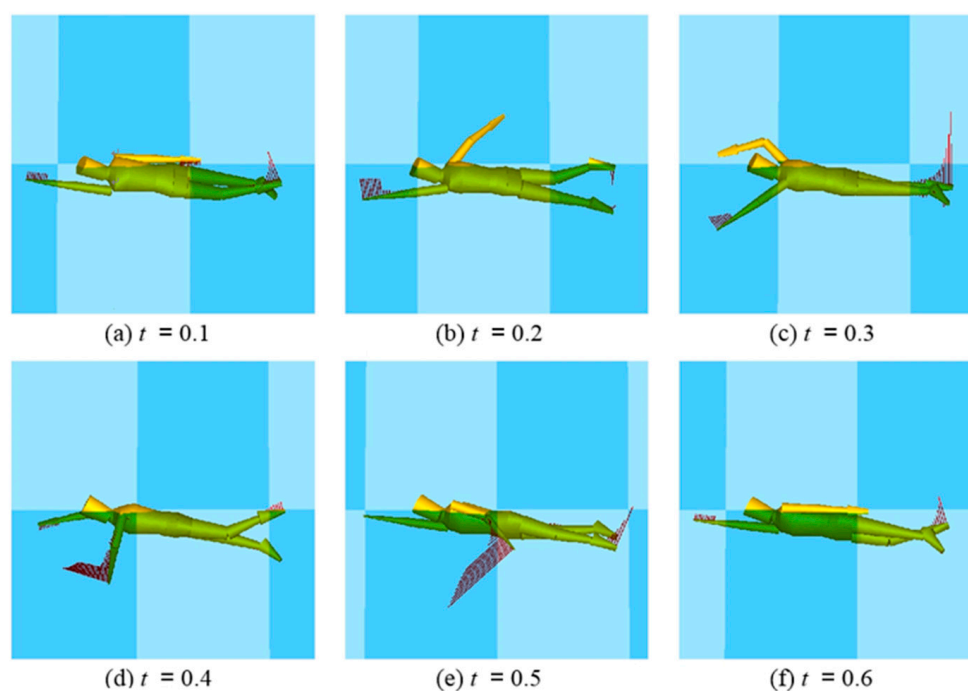 (a) t = 0.1
(b) t = 0.2
(c) t = 0.3
(d) t = 0.4
(e) t = 0.5
(f) t = 0.6